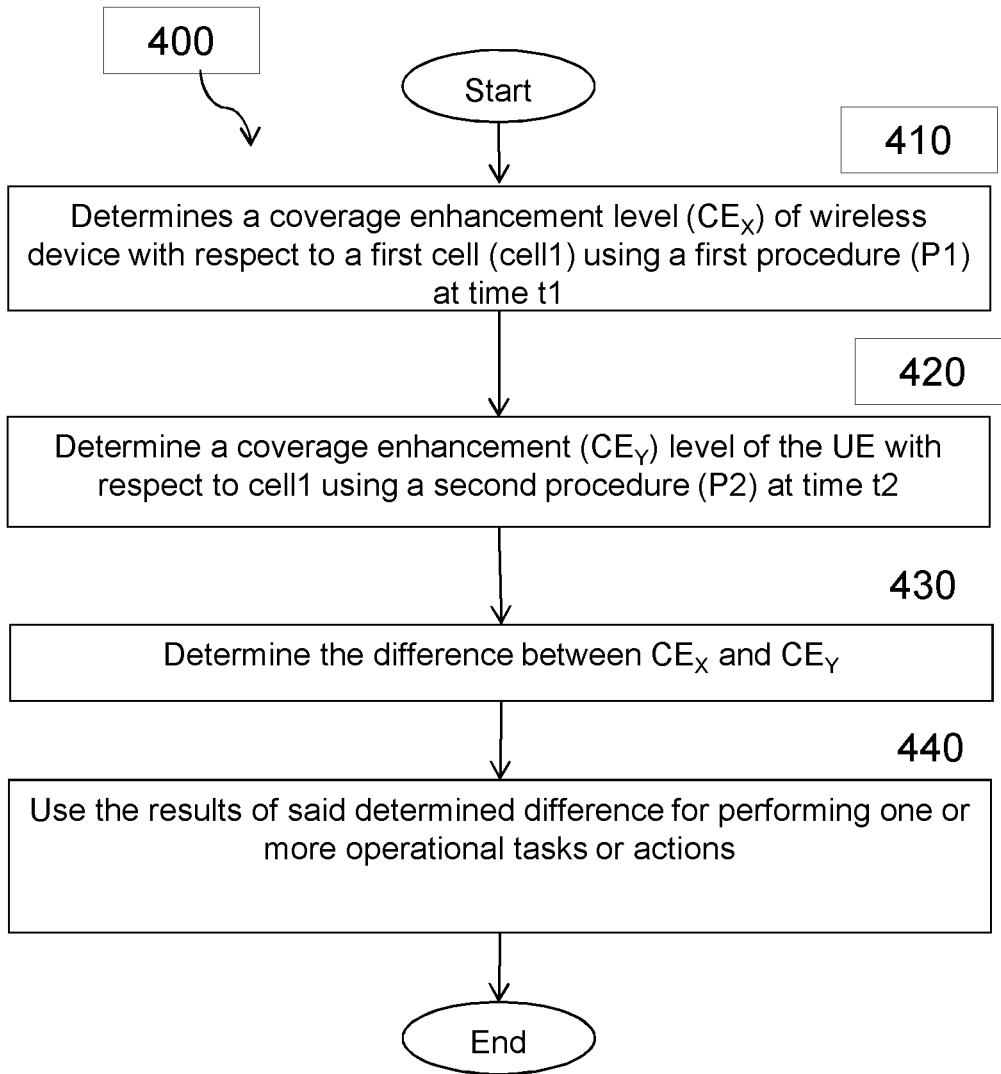 400
Start
410
Determines a coverage enhancement level (CEX) of wireless
device with respect to a first cell (cell1) using a first procedure (P1)
at time t1
420
Determine a coverage enhancement (CEY) level of the UE with
respect to cell1 using a second procedure (P2) at time t2
430
Determine the difference between CEX and CEY
440
Use the results of said determined difference for performing one or
more operational tasks or actions
End